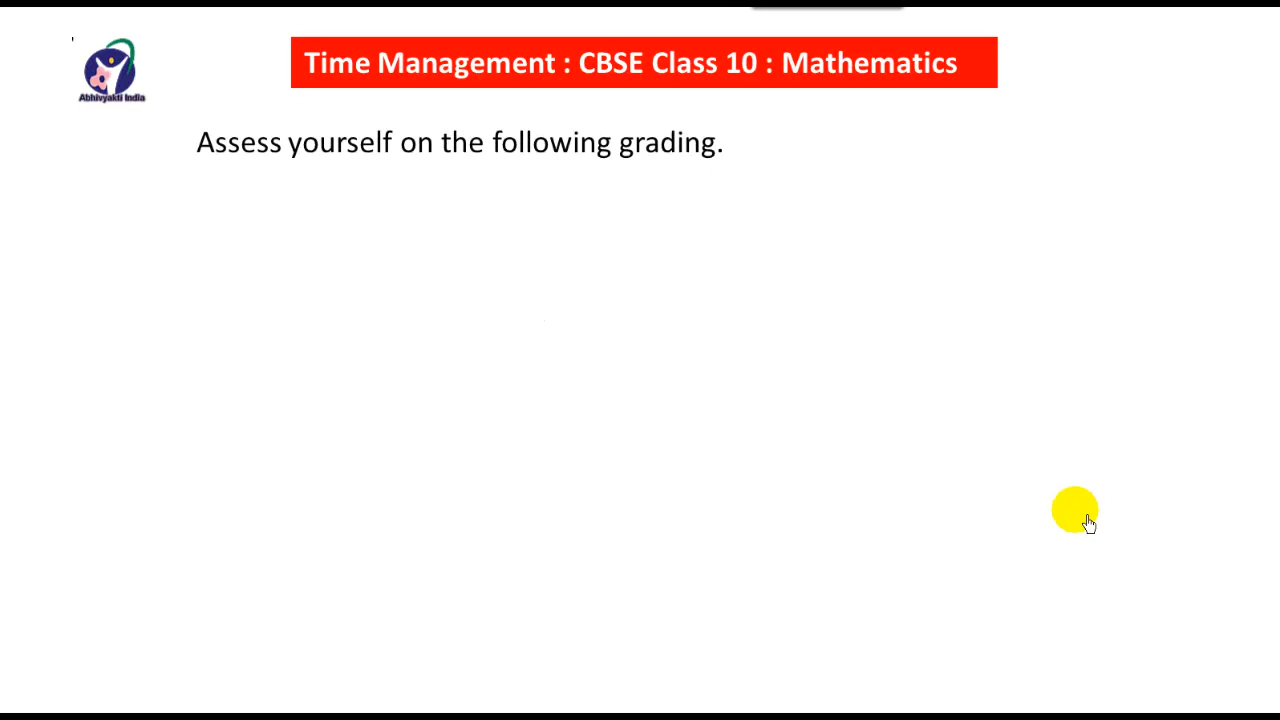 Time Management : CBSE Class 10 : Mathematics
Abhivyakti India
Assess yourself on the following grading.